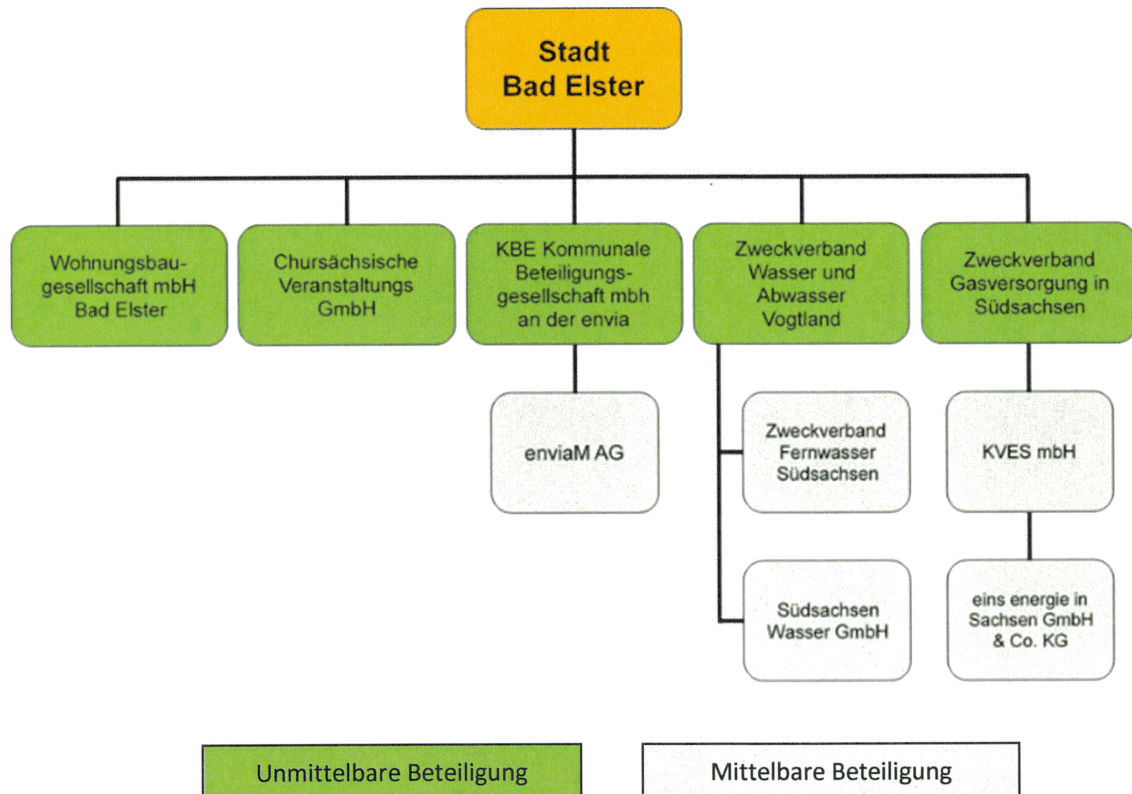 Stadt
Bad Elster
Wohnungsbau-
gesellschaft mbH
Bad Elster
Chursächsische
Veranstaltungs
GmbH
KBE Kommunale
Beteiligungs-
gesellschaft mbh
an der envia
Zweckverband
Wasser und
Abwasser
Vogtland
Zweckverband
Gasversorgung in
Südsachsen
enviaM AG
Zweckverband
Fernwasser
Südsachsen
KVES mbH
Südsachsen
Wasser GmbH
eins energie in
Sachsen GmbH
& Co. KG
Unmittelbare Beteiligung
Mittelbare Beteiligung